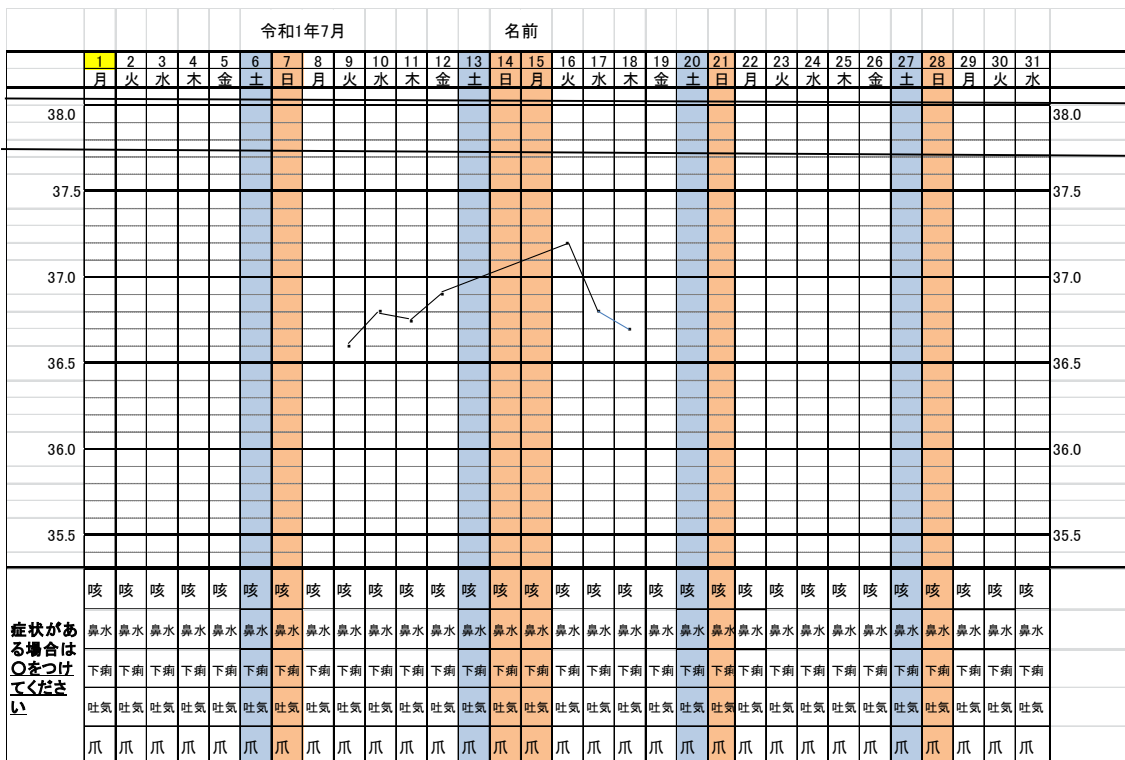 令和1年7月 名前
1 2 3 4 5 6 7 8 9 10 11 12 13 14 15 16 17 18 19 20 21 22 23 24 25 26 27 28 29 30 31
月 火 水 木 金 土 日 月 火 水 木 金 土 日 月 火 水 木 金 土 日 月 火 水 木 金 土 日 月 火 水
38.0 38.0
37.5 37.5
37.0 37.0
36.5 36.5
36.0 36.0
35.5 35.5
症状があ
る場合は
〇をつけ
てくださ
い
咳 咳 咳 咳 咳 咳 咳 咳 咳 咳 咳 咳 咳 咳 咳 咳 咳 咳 咳 咳 咳 咳 咳 咳 咳 咳 咳 咳 咳 咳 咳
鼻水 鼻水 鼻水 鼻水 鼻水 鼻水 鼻水 鼻水 鼻水 鼻水 鼻水 鼻水 鼻水 鼻水 鼻水 鼻水 鼻水 鼻水 鼻水 鼻水 鼻水 鼻水 鼻水 鼻水 鼻水 鼻水 鼻水 鼻水 鼻水 鼻水 鼻水
下痢 下痢 下痢 下痢 下痢 下痢 下痢 下痢 下痢 下痢 下痢 下痢 下痢 下痢 下痢 下痢 下痢 下痢 下痢 下痢 下痢 下痢 下痢 下痢 下痢 下痢 下痢 下痢 下痢 下痢 下痢
吐気 吐気 吐気 吐気 吐気 吐気 吐気 吐気 吐気 吐気 吐気 吐気 吐気 吐気 吐気 吐気 吐気 吐気 吐気 吐気 吐気 吐気 吐気 吐気 吐気 吐気 吐気 吐気 吐気 吐気 吐気
爪 爪 爪 爪 爪 爪 爪 爪 爪 爪 爪 爪 爪 爪 爪 爪 爪 爪 爪 爪 爪 爪 爪 爪 爪 爪 爪 爪 爪 爪 爪